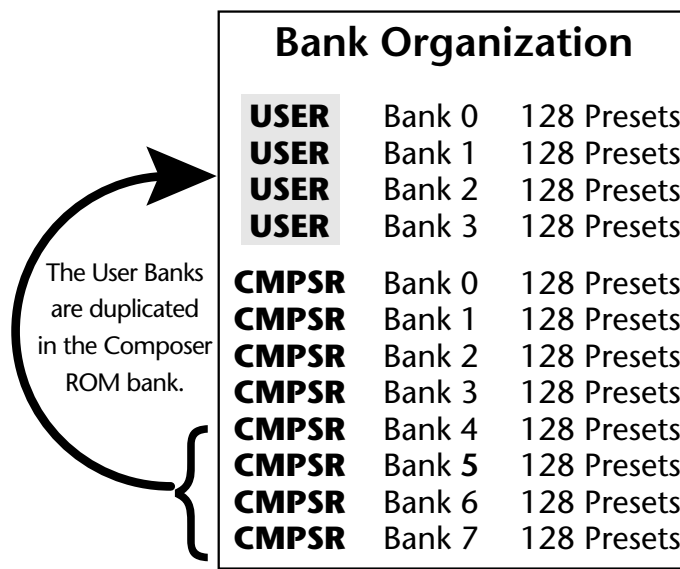 Bank Organization
USER Bank 0 128 Presets
USER Bank 1 128 Presets
USER Bank 2 128 Presets
USER Bank 3 128 Presets
CMPSR Bank 0 128 Presets
CMPSR Bank 1 128 Presets
CMPSR Bank 2 128 Presets
CMPSR Bank 3 128 Presets
CMPSR Bank 4 128 Presets
CMPSR Bank 5 128 Presets
CMPSR Bank 6 128 Presets
CMPSR Bank 7 128 Presets
The User Banks
are duplicated
in the Composer
ROM bank.